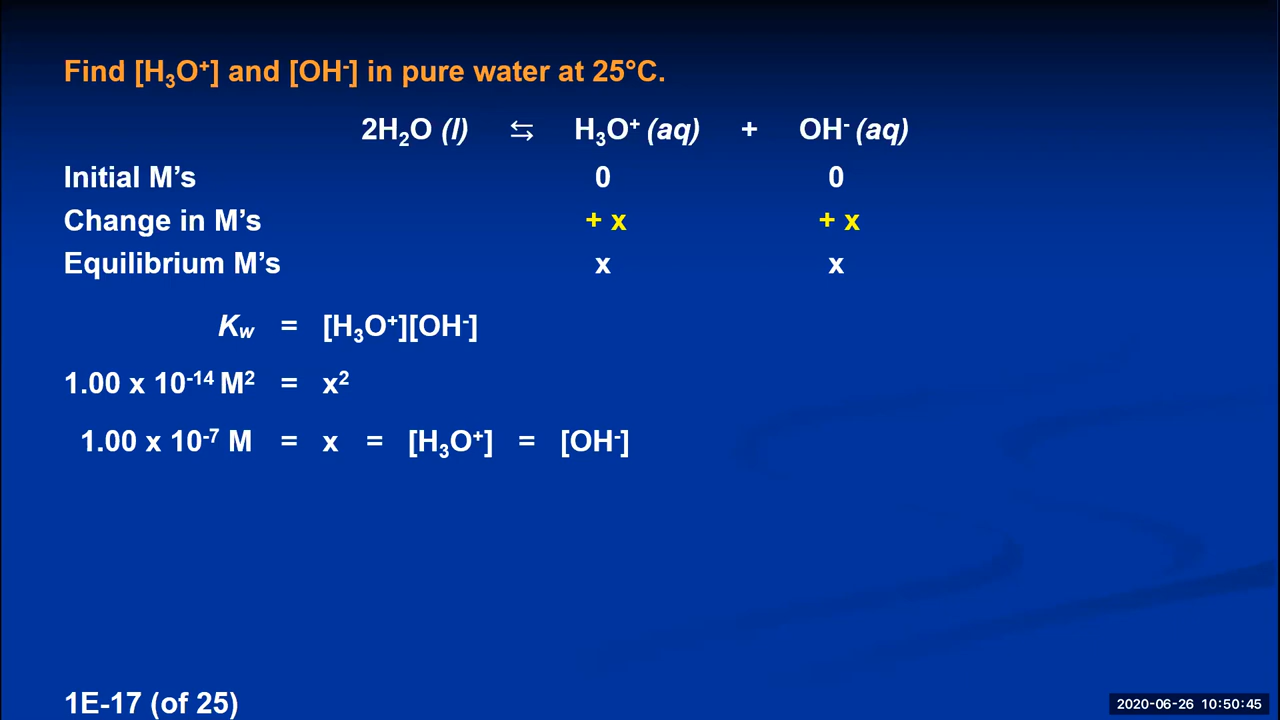 Find [H₃O⁺] and [OH⁻] in pure water at 25°C.
2H₂O (l) ⇆ H₃O⁺ (aq) + OH⁻ (aq)
Initial M’s 0 0
Change in M’s + x + x
Equilibrium M’s x x
Kw = [H₃O⁺][OH⁻]
1.00 x 10⁻¹⁴ M² = x²
1.00 x 10⁻⁷ M = x = [H₃O⁺] = [OH⁻]
1E-17 (of 25)
2020-06-26 10:50:45